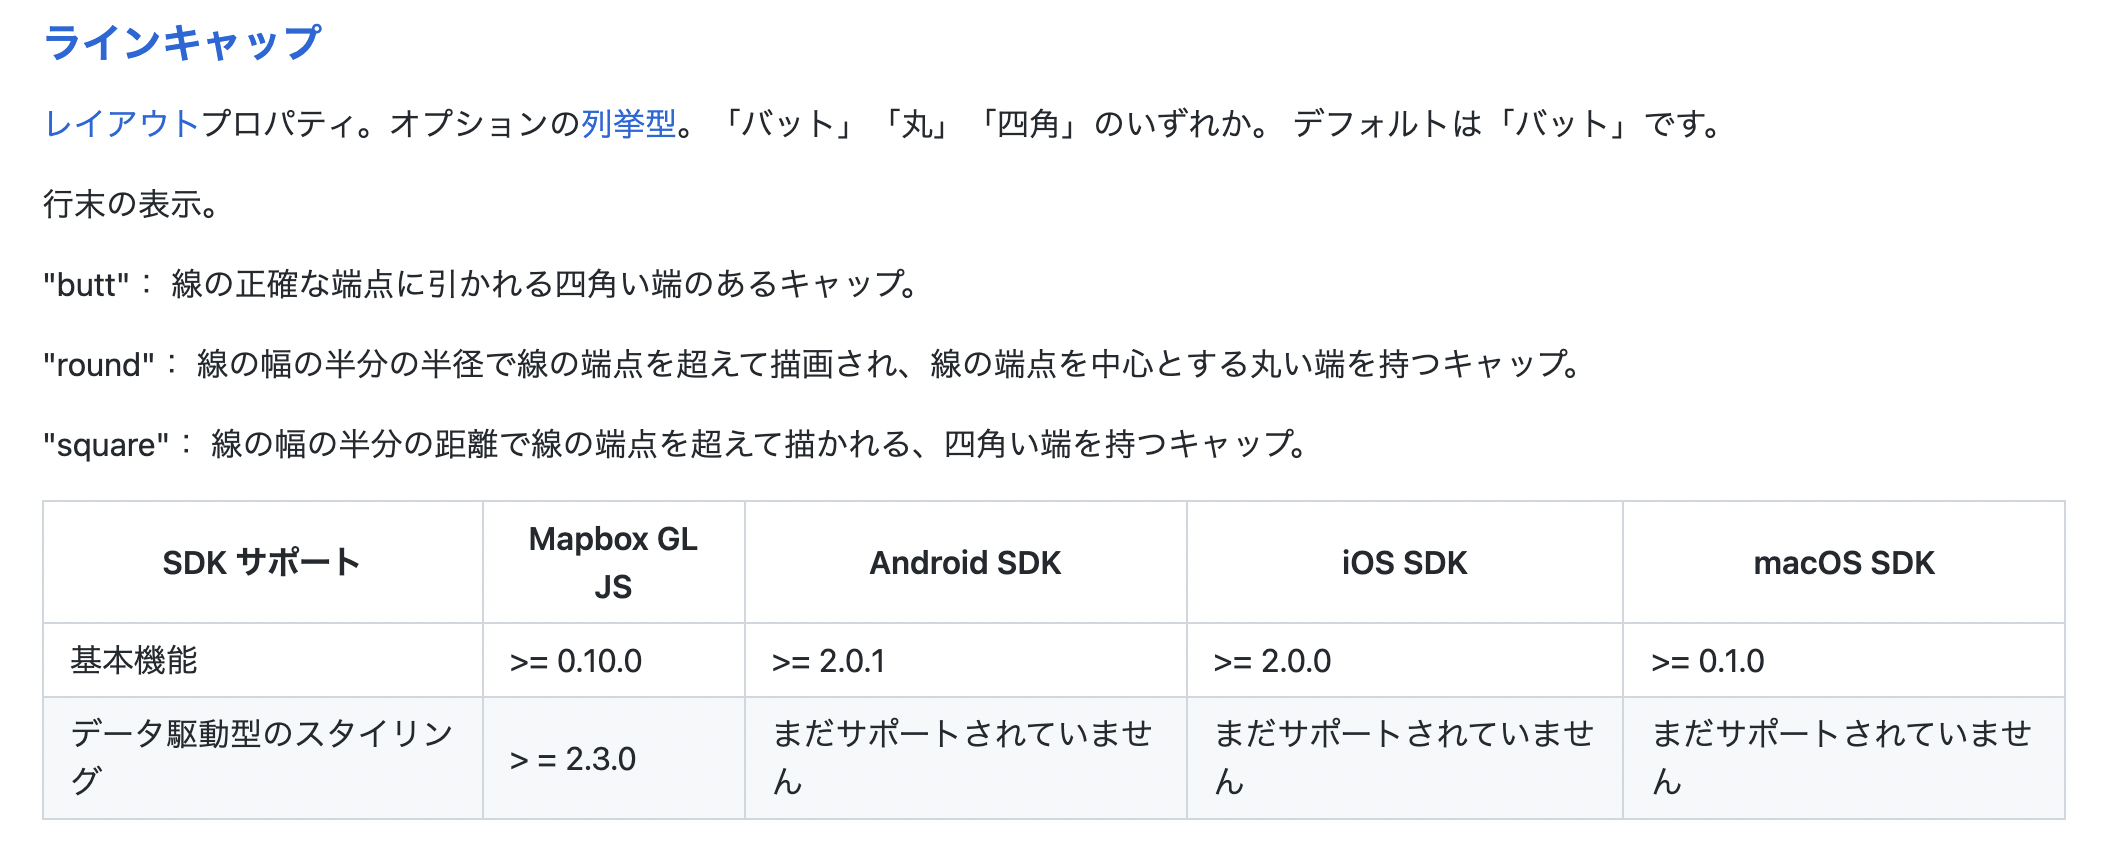 ラインキャップ
レイアウトプロパティ。オプションの列挙型。「バット」「丸」「四角」のいずれか。 デフォルトは「バット」です。
行末の表示。
"butt"： 線の正確な端点に引かれる四角い端のあるキャップ。
"round"： 線の幅の半分の半径で線の端点を超えて描画され、線の端点を中心とする丸い端を持つキャップ。
"square"： 線の幅の半分の距離で線の端点を超えて描かれる、四角い端を持つキャップ。
SDK サポート
Mapbox GL
JS
Android SDK
iOS SDK
macOS SDK
基本機能
>= 0.10.0
>= 2.0.1
>= 2.0.0
>= 0.1.0
データ駆動型のスタイリン
グ
> = 2.3.0
まだサポートされていませ
ん
まだサポートされていませ
ん
まだサポートされていませ
ん